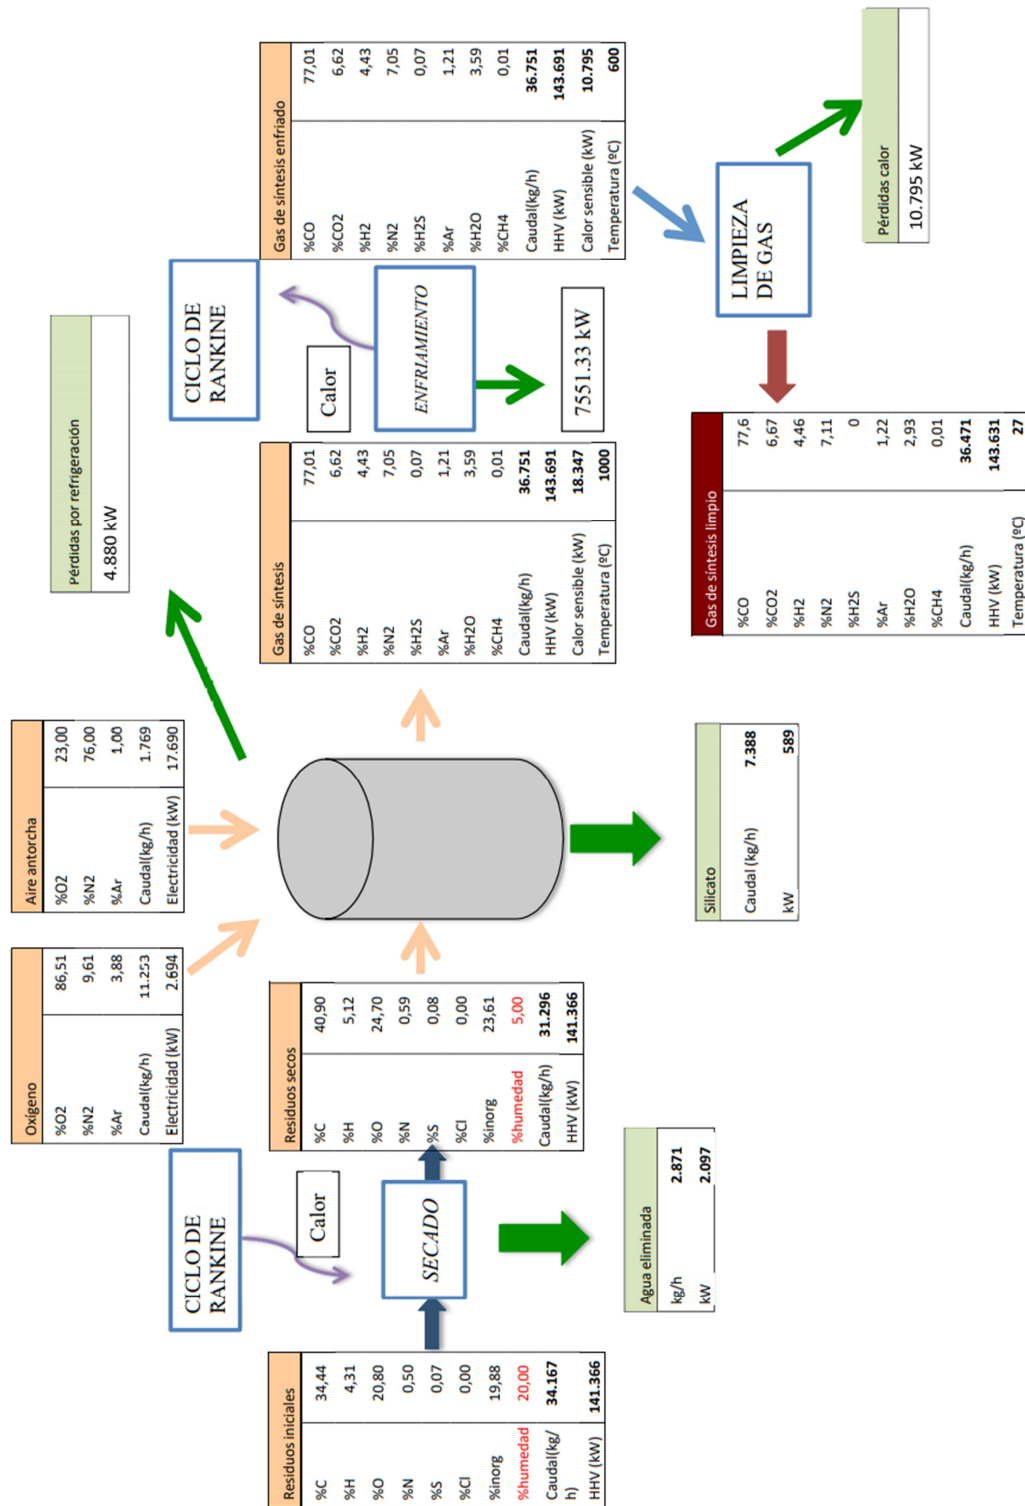 Residuos iniciales
%C 34,44
%H 4,31
%O 20,80
%N 0,50
%S 0,07
%Cl 0,00
%inorg 19,88
%humedad 20,00
Caudal(kg/
h) 34.167
HHV (kW) 141.366
CICLO DE
RANKINE
Calor
SECADO
Agua eliminada
kg/h 2.871
kW 2.097
Residuos secos
%C 40,90
%H 5,12
%O 24,70
%N 0,59
%S 0,08
%Cl 0,00
%inorg 23,61
%humedad 5,00
Caudal(kg/h) 31.296
HHV (kW) 141.366
Oxígeno
%O2 86,51
%N2 9,61
%Ar 3,88
Caudal(kg/h) 11.253
Electricidad (kW) 2.694
Aire antorcha
%O2 23,00
%N2 76,00
%Ar 1,00
Caudal(kg/h) 1.769
Electricidad (kW) 17.690
Silicato
Caudal (kg/h) 7.388
kW 589
Pérdidas por refrigeración
4.880 kW
Gas de síntesis
%CO 77,01
%CO2 6,62
%H2 4,43
%N2 7,05
%H2S 0,07
%Ar 1,21
%H2O 3,59
%CH4 0,01
Caudal(kg/h) 36.751
HHV (kW) 143.691
Calor sensible (kW) 18.347
Temperatura (ºC) 1000
CICLO DE
RANKINE
Calor
ENFRIAMIENTO
7551.33 kW
Gas de síntesis enfriado
%CO 77,01
%CO2 6,62
%H2 4,43
%N2 7,05
%H2S 0,07
%Ar 1,21
%H2O 3,59
%CH4 0,01
Caudal(kg/h) 36.751
HHV (kW) 143.691
Calor sensible (kW) 10.795
Temperatura (ºC) 600
LIMPIEZA
DE GAS
Pérdidas calor
10.795 kW
Gas de síntesis limpio
%CO 77,6
%CO2 6,67
%H2 4,46
%N2 7,11
%H2S 0
%Ar 1,22
%H2O 2,93
%CH4 0,01
Caudal(kg/h) 36.471
HHV (kW) 143.631
Temperatura (ºC) 27